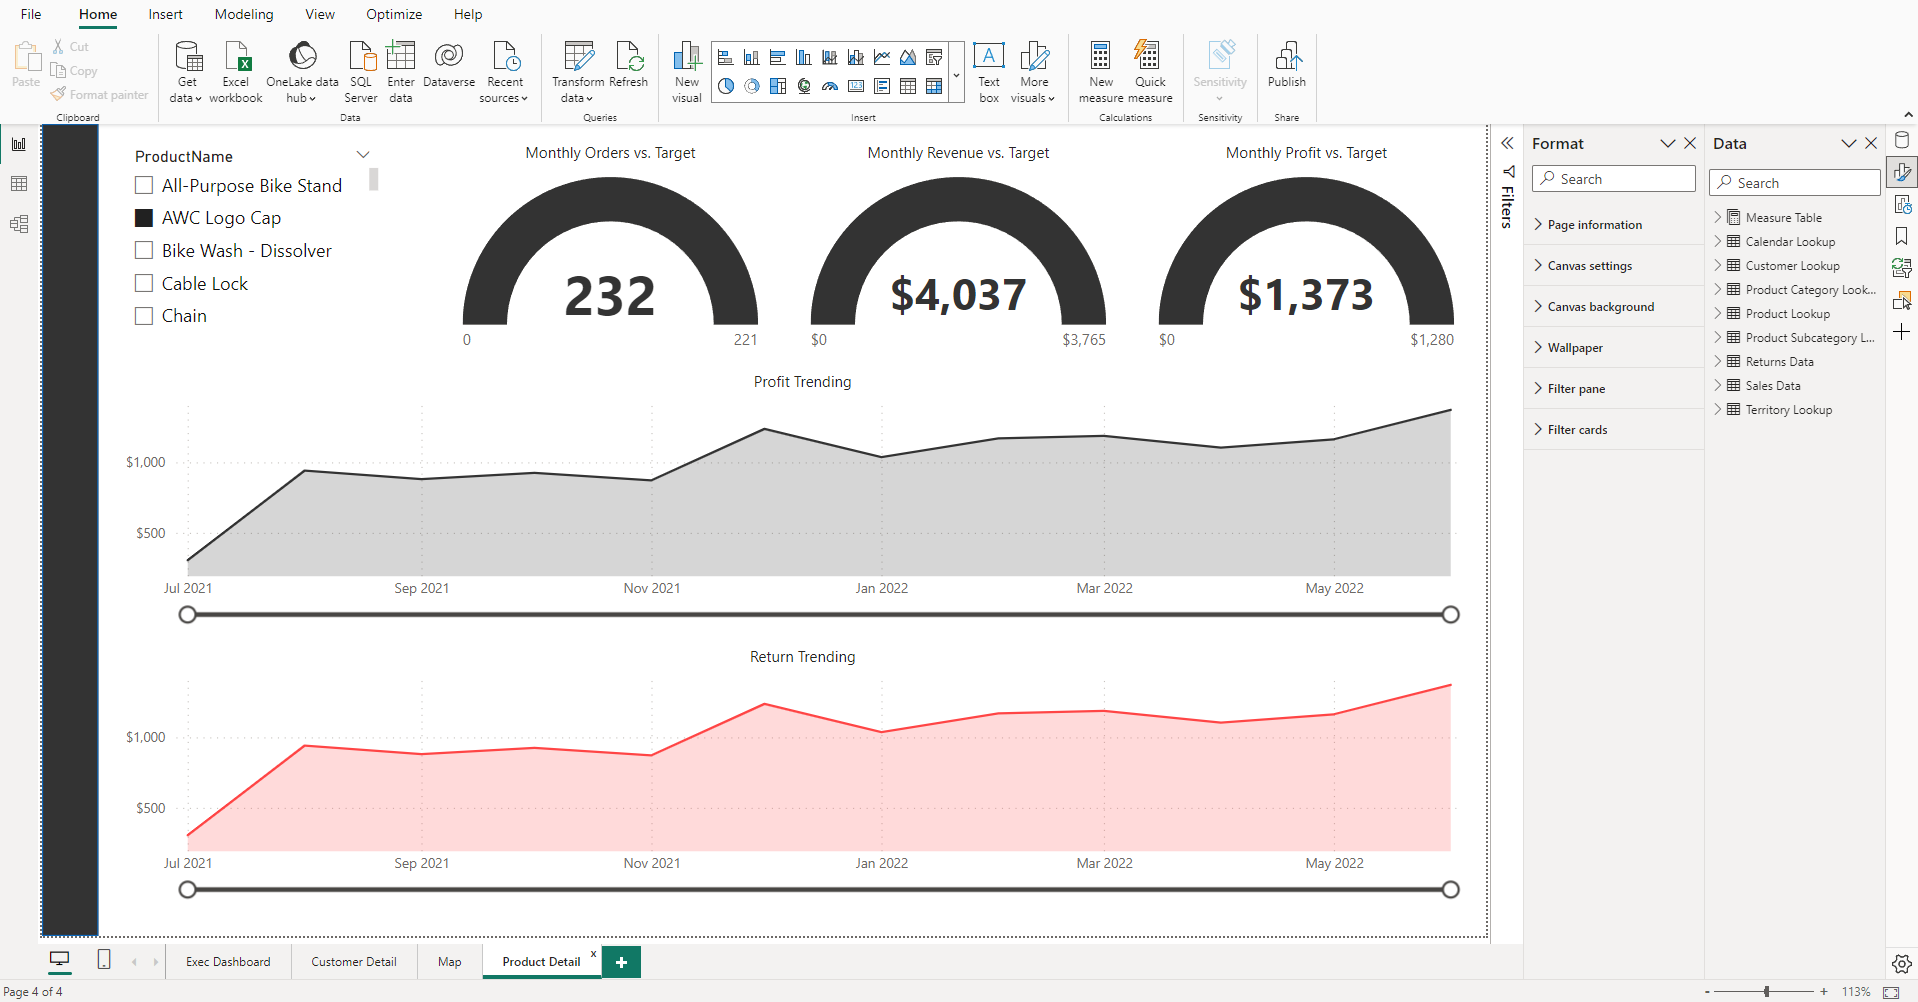 File Home Insert Modeling View Optimize Help
Paste
Cut
Copy
Format painter
Clipboard
Get data
Excel workbook
OneLake data hub
SQL Server
Enter data
Dataverse
Recent sources
Data
Transform data
Refresh
Queries
New visual
Text box
More visuals
Insert
New measure
Quick measure
Calculations
Sensitivity
Sensitivity
Publish
Share
ProductName
All-Purpose Bike Stand
AWC Logo Cap
Bike Wash - Dissolver
Cable Lock
Chain
Monthly Orders vs. Target
232
0 221
Monthly Revenue vs. Target
$4,037
$0 $3,765
Monthly Profit vs. Target
$1,373
$0 $1,280
Profit Trending
$1,000
$500
Jul 2021 Sep 2021 Nov 2021 Jan 2022 Mar 2022 May 2022
Return Trending
$1,000
$500
Jul 2021 Sep 2021 Nov 2021 Jan 2022 Mar 2022 May 2022
Filters
Format
Search
Page information
Canvas settings
Canvas background
Wallpaper
Filter pane
Filter cards
Data
Search
Measure Table
Calendar Lookup
Customer Lookup
Product Category Look...
Product Lookup
Product Subcategory L...
Returns Data
Sales Data
Territory Lookup
Exec Dashboard Customer Detail Map Product Detail x +
Page 4 of 4
- + 113%